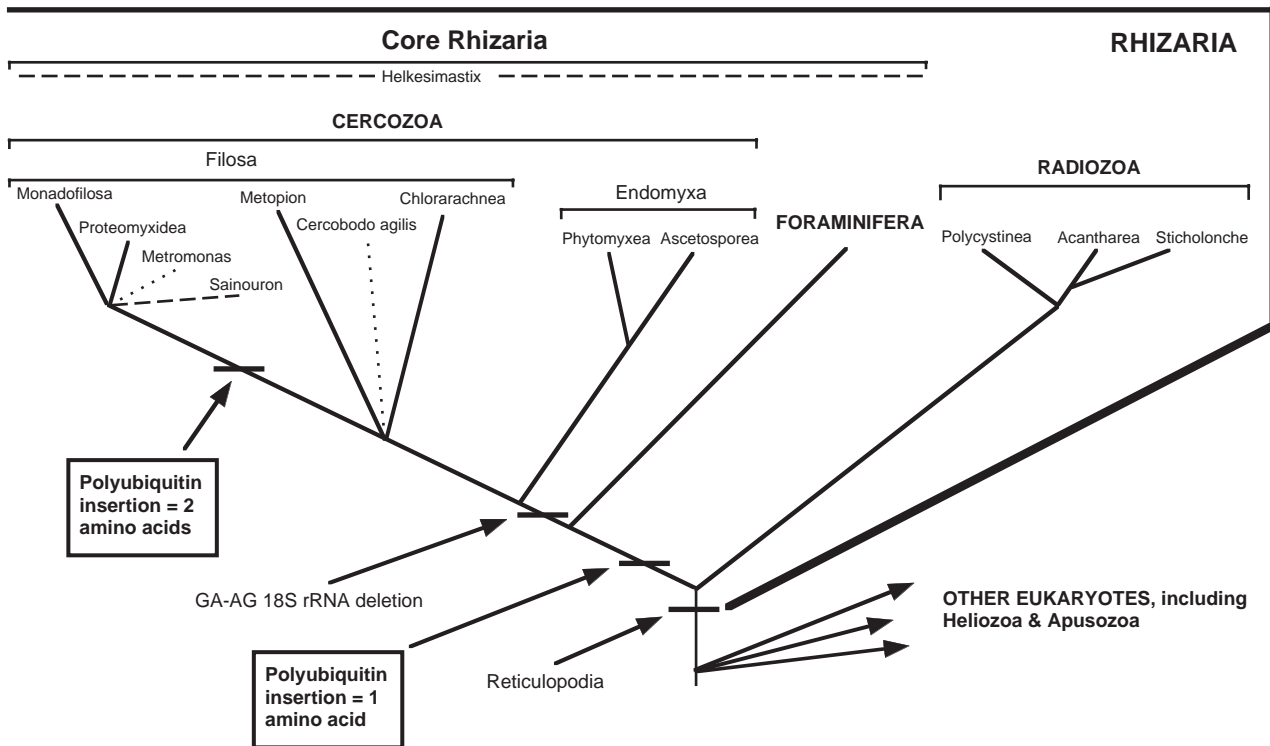 Core Rhizaria
RHIZARIA
Helkesimastix
CERCOZOA
Filosa
RADIOZOA
Monadofilosa
Metopion
Chlorarachnea
Endomyxa
Proteomyxidea
Cercobodo agilis
FORAMINIFERA
Phytomyxea
Ascetosporea
Polycystinea
Acantharea
Sticholonche
Metromonas
Sainouron
Polyubiquitin
insertion = 2
amino acids
GA-AG 18S rRNA deletion
OTHER EUKARYOTES, including
Heliozoa & Apusozoa
Polyubiquitin
insertion = 1
amino acid
Reticulopodia